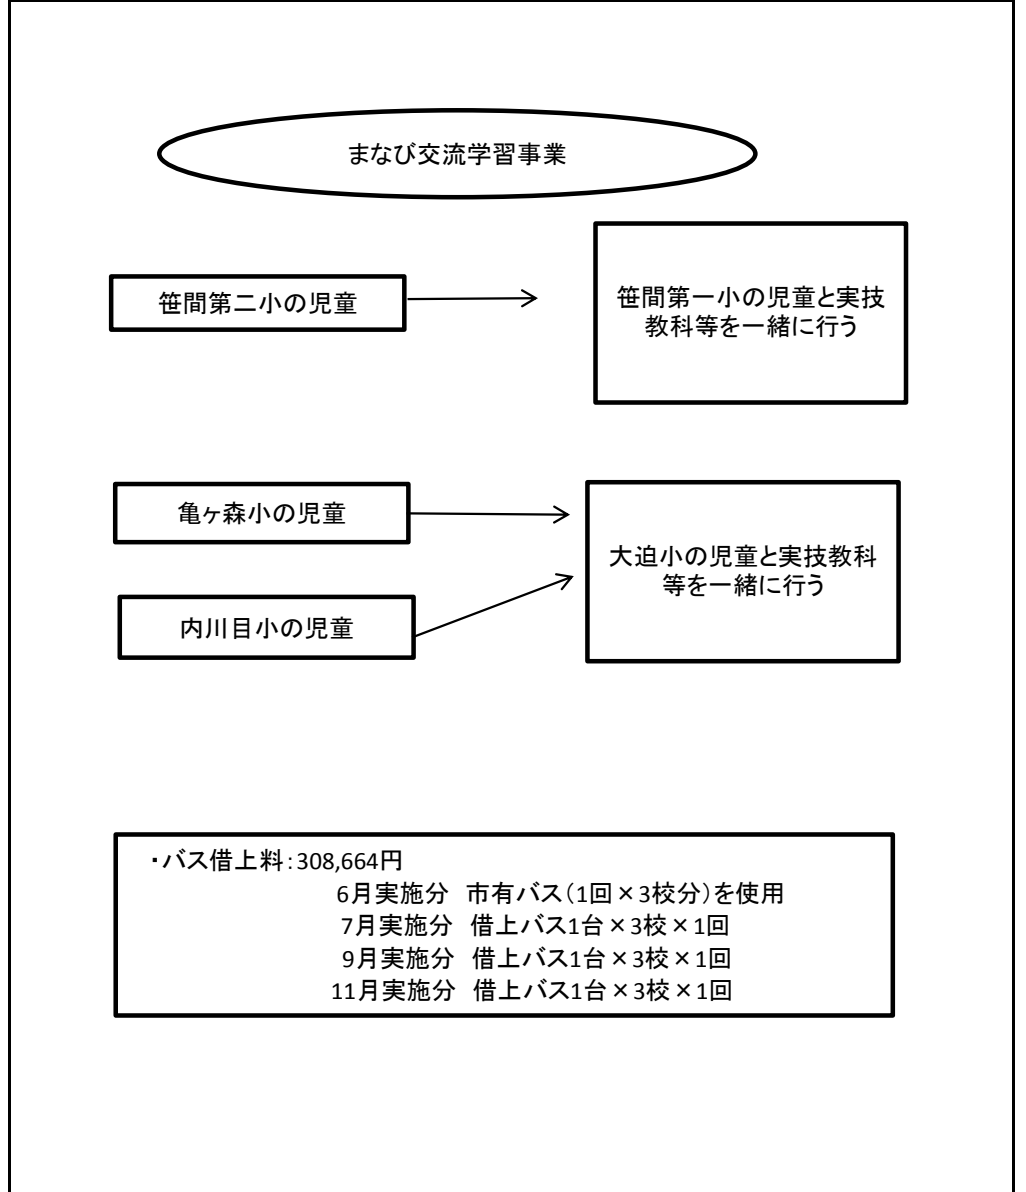 まなび交流学習事業
笹間第二小の児童
笹間第一小の児童と実技
教科等を一緒に行う
亀ヶ森小の児童
内川目小の児童
大迫小の児童と実技教科
等を一緒に行う
・バス借上料：308,664円
6月実施分　市有バス（1回×3校分）を使用
7月実施分　借上バス1台×3校×1回
9月実施分　借上バス1台×3校×1回
11月実施分　借上バス1台×3校×1回